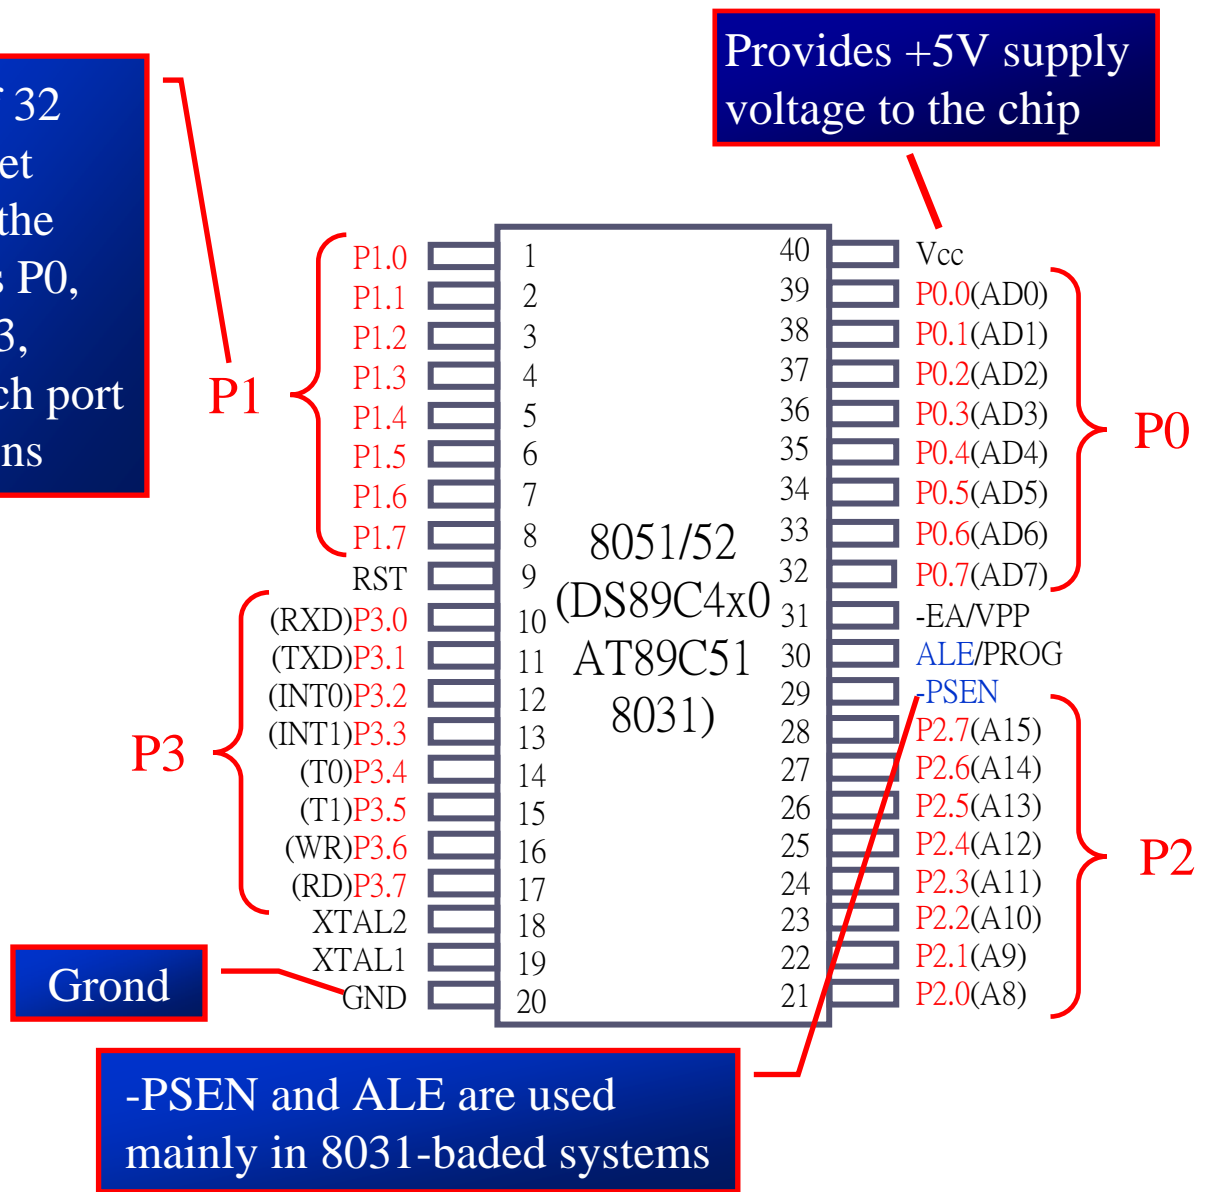 Provides +5V supply
voltage to the chip
32
et
the
s P0,
3,
ch port
ns
P1
P1.0
P1.1
P1.2
P1.3
P1.4
P1.5
P1.6
P1.7
RST
P3
(RXD)P3.0
(TXD)P3.1
(INT0)P3.2
(INT1)P3.3
(T0)P3.4
(T1)P3.5
(WR)P3.6
(RD)P3.7
XTAL2
XTAL1
GND
Grond
1
2
3
4
5
6
7
8
9
10
11
12
13
14
15
16
17
18
19
20
8051/52
(DS89C4x0
AT89C51
8031)
40
39
38
37
36
35
34
33
32
31
30
29
28
27
26
25
24
23
22
21
Vcc
P0.0(AD0)
P0.1(AD1)
P0.2(AD2)
P0.3(AD3)
P0.4(AD4)
P0.5(AD5)
P0.6(AD6)
P0.7(AD7)
P0
-EA/VPP
ALE/PROG
-PSEN
P2.7(A15)
P2.6(A14)
P2.5(A13)
P2.4(A12)
P2.3(A11)
P2.2(A10)
P2.1(A9)
P2.0(A8)
P2
-PSEN and ALE are used
mainly in 8031-baded systems